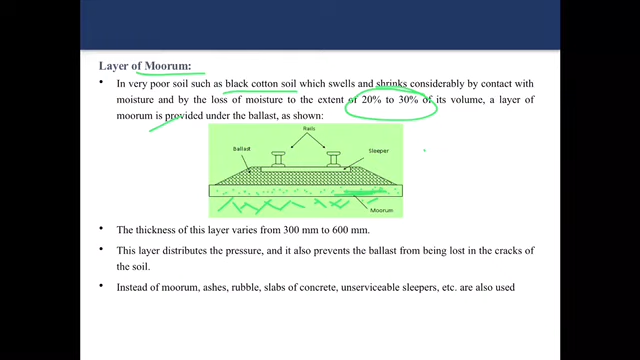 Layer of Moorum:
• In very poor soil such as black cotton soil which swells and shrinks considerably by contact with
moisture and by the loss of moisture to the extent of 20% to 30% of its volume, a layer of
moorum is provided under the ballast, as shown:
Rails
Ballast
Sleeper
Moorum
• The thickness of this layer varies from 300 mm to 600 mm.
• This layer distributes the pressure, and it also prevents the ballast from being lost in the cracks of
the soil.
• Instead of moorum, ashes, rubble, slabs of concrete, unserviceable sleepers, etc. are also used